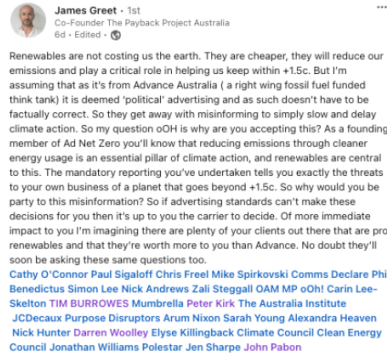 James Greet • 1st
Co-Founder The Payback Project Australia
6d • Edited •
Renewables are not costing us the earth. They are cheaper, they will reduce our
emissions and play a critical role in helping us keep within +1.5c. But I'm
assuming that as it's from Advance Australia ( a right wing fossil fuel funded
think tank) it is deemed 'political' advertising and as such doesn't have to be
factually correct. So they get away with misinforming to simply slow and delay
climate action. So my question oOH is why are you accepting this? As a founding
member of Ad Net Zero you'll know that reducing emissions through cleaner
energy usage is an essential pillar of climate action, and renewables are central
to this. The mandatory reporting you've undertaken tells you exactly the threats
to your own business of a planet that goes beyond +1.5c. So why would you be
party to this misinformation? So if advertising standards can't make these
decisions for you then it's up to you the carrier to decide. Of more immediate
impact to you I'm imagining there are plenty of your clients out there that are pro
renewables and that they're worth more to you than Advance. No doubt they'll
soon be asking these same questions too.
Cathy O'Connor Paul Sigaloff Chris Freel Mike Spirkovski Comms Declare Phi
Benedictus Simon Lee Nick Andrews Zali Steggall OAM MP oOh! Carin Lee-
Skelton TIM BURROWES Mumbrella Peter Kirk The Australia Institute
JCDecaux Purpose Disruptors Arum Nixon Sarah Young Alexandra Heaven
Nick Hunter Darren Woolley Elyse Killingback Climate Council Clean Energy
Council Jonathan Williams Polestar Jen Sharpe John Pabon